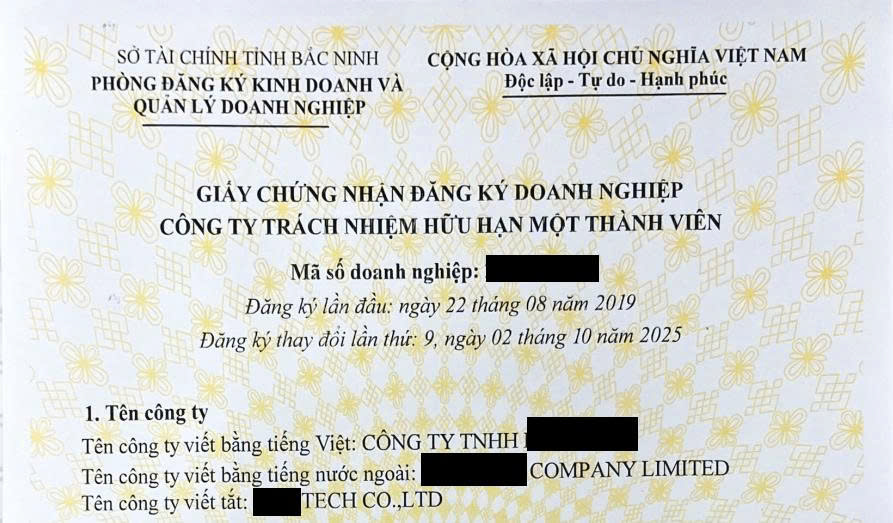 SỞ TÀI CHÍNH TỈNH BẮC NINH
PHÒNG ĐĂNG KÝ KINH DOANH VÀ
QUẢN LÝ DOANH NGHIỆP
CỘNG HÒA XÃ HỘI CHỦ NGHĨA VIỆT NAM
Độc lập - Tự do - Hạnh phúc
GIẤY CHỨNG NHẬN ĐĂNG KÝ DOANH NGHIỆP
CÔNG TY TRÁCH NHIỆM HỮU HẠN MỘT THÀNH VIÊN
Mã số doanh nghiệp:
Đăng ký lần đầu: ngày 22 tháng 08 năm 2019
Đăng ký thay đổi lần thứ: 9, ngày 02 tháng 10 năm 2025
1. Tên công ty
Tên công ty viết bằng tiếng Việt: CÔNG TY TNHH
Tên công ty viết bằng tiếng nước ngoài: COMPANY LIMITED
Tên công ty viết tắt: TECH CO.,LTD